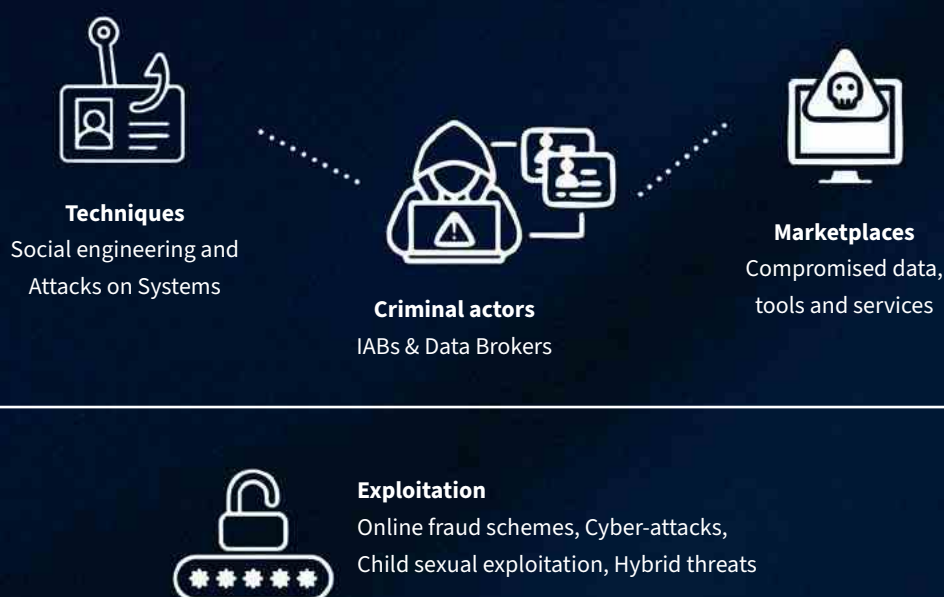 Techniques
Social engineering and
Attacks on Systems
Criminal actors
IABs & Data Brokers
Marketplaces
Compromised data,
tools and services
Exploitation
Online fraud schemes, Cyber-attacks,
Child sexual exploitation, Hybrid threats